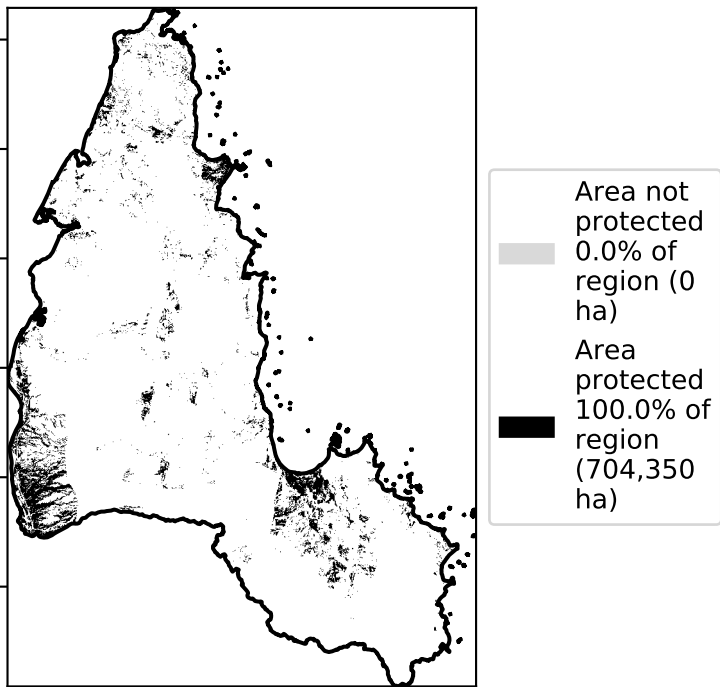 Area not
protected
0.0% of
region (0
ha)
Area
protected
100.0% of
region
(704,350
ha)